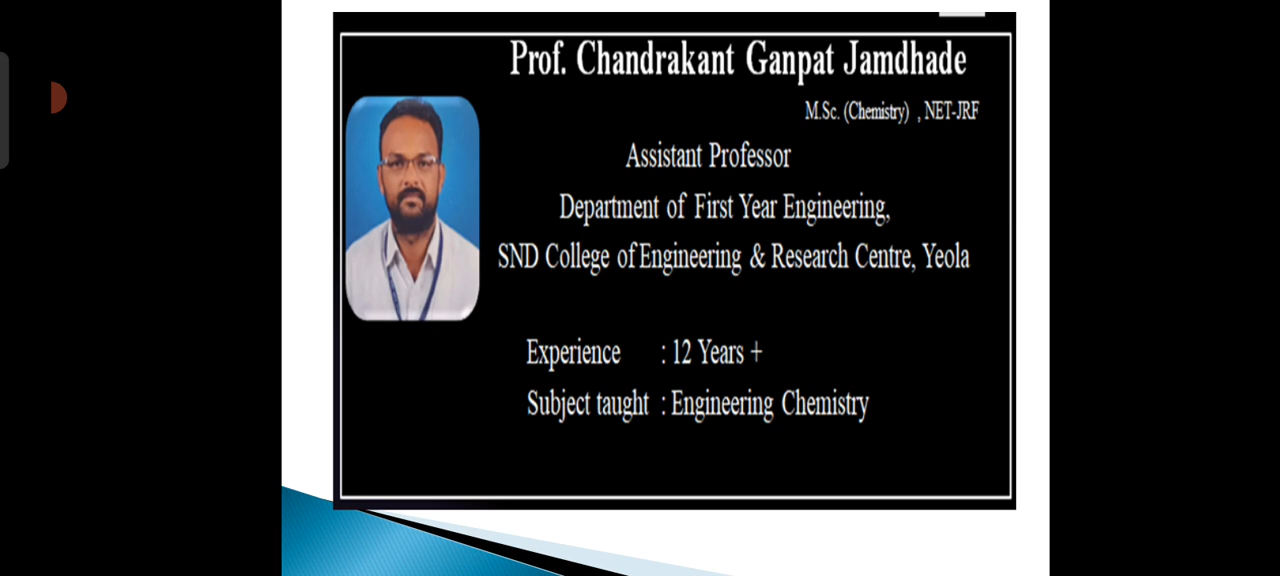 Prof. Chandrakant Ganpat Jamdhade
M.Sc. (Chemistry) , NET-JRF
Assistant Professor
Department of First Year Engineering,
SND College of Engineering & Research Centre, Yeola
Experience : 12 Years +
Subject taught : Engineering Chemistry